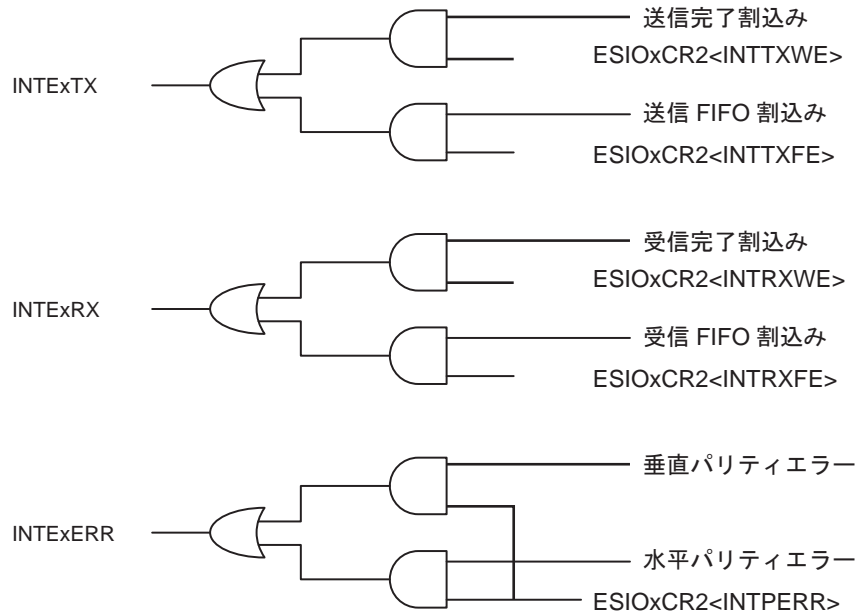 送信完了割込み
ESIOxCR2<INTTXWE>
INTExTX
送信 FIFO 割込み
ESIOxCR2<INTTXFE>
受信完了割込み
ESIOxCR2<INTRXWE>
INTExRX
受信 FIFO 割込み
ESIOxCR2<INTRXFE>
垂直パリティエラー
INTExERR
水平パリティエラー
ESIOxCR2<INTPERR>